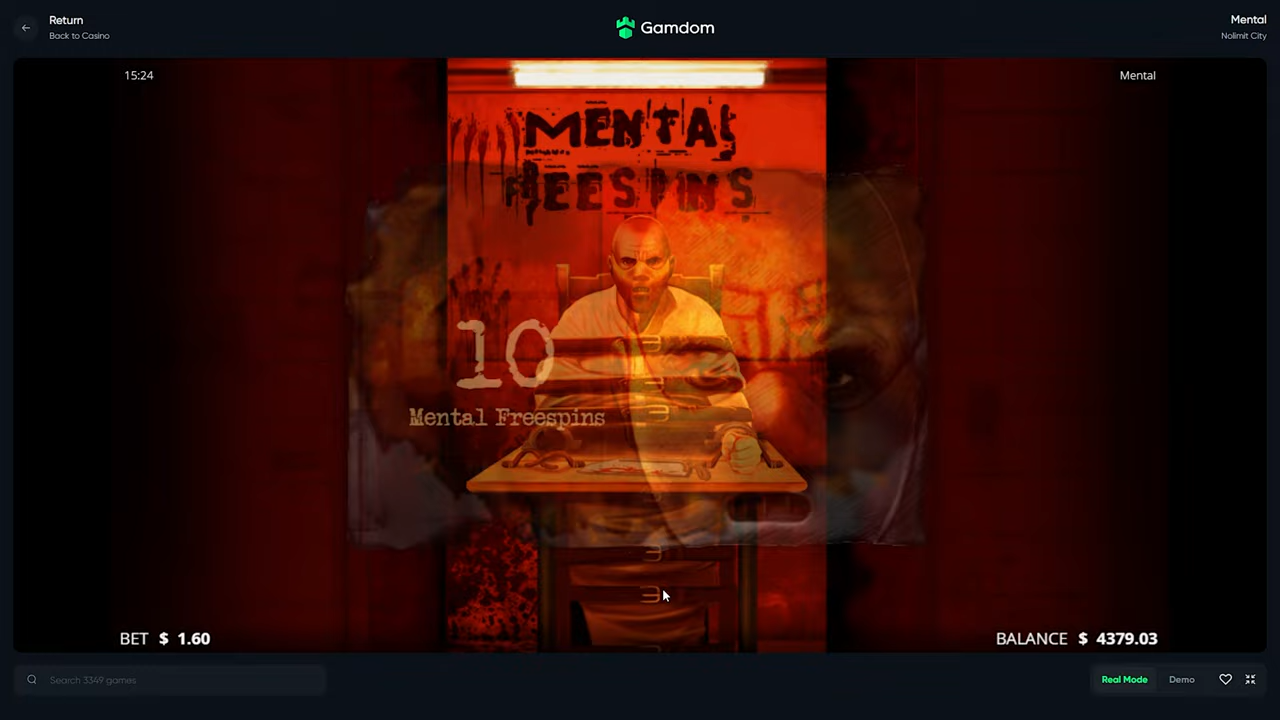 Return
Back to Casino
Gamdom
Mental
Nolimit City
15:24
Mental
MENTAL
FREESPINS
10
Mental Freespins
BET $ 1.60
BALANCE $ 4379.03
Search 3349 games
Real Mode
Demo